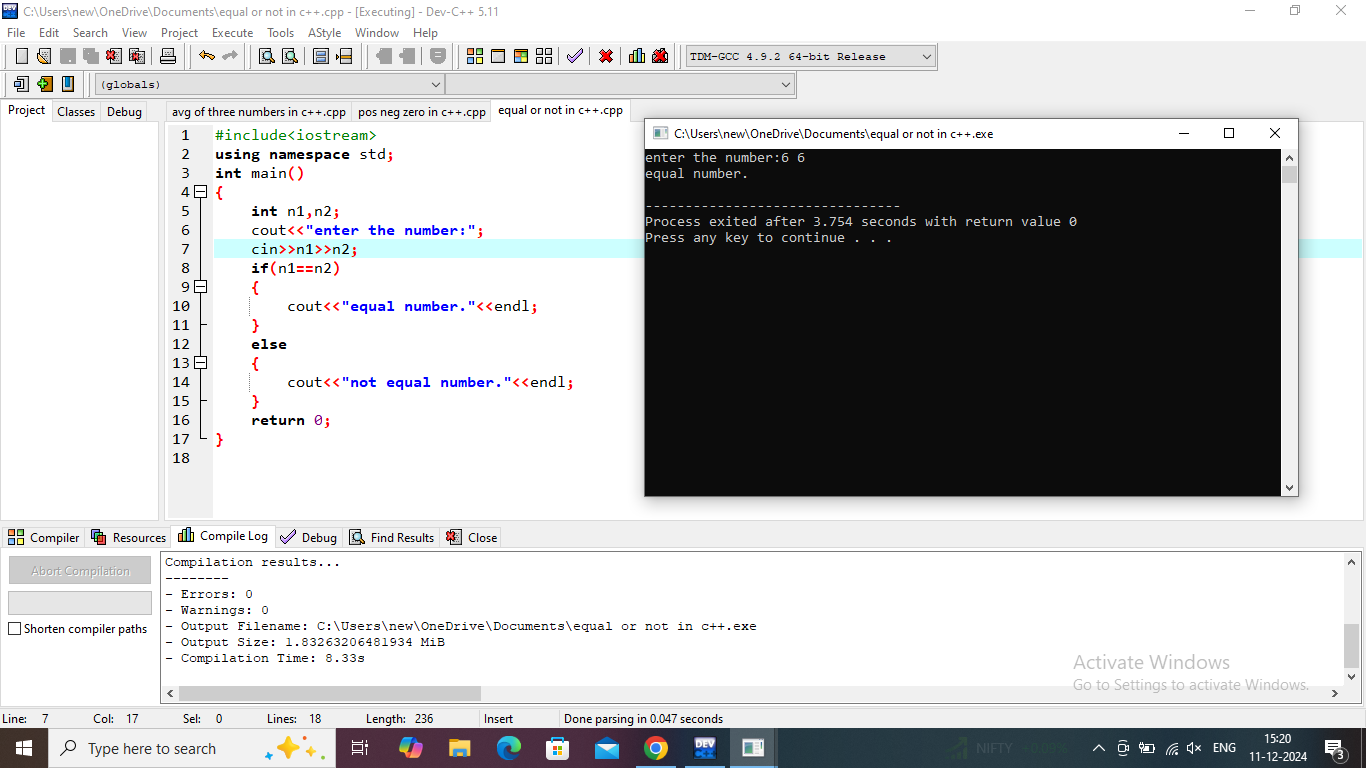 C:\Users\new\OneDrive\Documents\equal or not in c++.cpp - [Executing] - Dev-C++ 5.11
File Edit Search View Project Execute Tools AStyle Window Help
TDM-GCC 4.9.2 64-bit Release
(globals)
Project Classes Debug
avg of three numbers in c++.cpp pos neg zero in c++.cpp equal or not in c++.cpp
1 #include<iostream>
2 using namespace std;
3 int main()
4 {
5 int n1,n2;
6 cout<<"enter the number:";
7 cin>>n1>>n2;
8 if(n1==n2)
9 {
10 cout<<"equal number."<<endl;
11 }
12 else
13 {
14 cout<<"not equal number."<<endl;
15 }
16 return 0;
17 }
18
C:\Users\new\OneDrive\Documents\equal or not in c++.exe
enter the number:6 6
equal number.
--------------------------------
Process exited after 3.754 seconds with return value 0
Press any key to continue . . .
Compiler Resources Compile Log Debug Find Results Close
Abort Compilation
Shorten compiler paths
Compilation results...
--------
- Errors: 0
- Warnings: 0
- Output Filename: C:\Users\new\OneDrive\Documents\equal or not in c++.exe
- Output Size: 1.83263206481934 MiB
- Compilation Time: 8.33s
Activate Windows
Go to Settings to activate Windows.
Line: 7 Col: 17 Sel: 0 Lines: 18 Length: 236 Insert Done parsing in 0.047 seconds
Type here to search
DEV
NIFTY +0.09%
ENG
15:20
11-12-2024
3